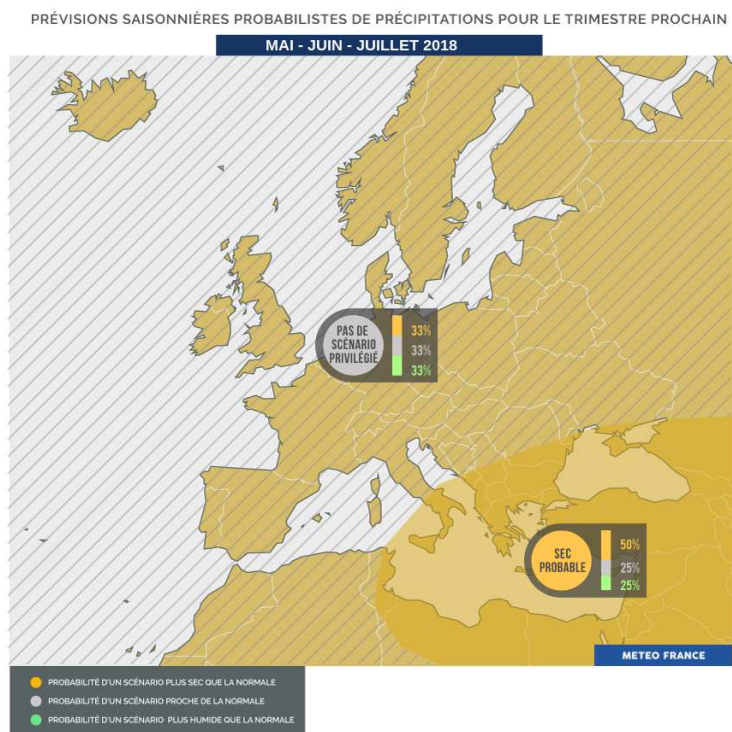 PRÉVISIONS SAISONNIÈRES PROBABILISTES DE PRÉCIPITATIONS POUR LE TRIMESTRE PROCHAIN
MAI - JUIN - JUILLET 2018
PAS DE
SCÉNARIO
PRIVILÉGIÉ
33%
33%
33%
SEC
PROBABLE
50%
25%
25%
METEO FRANCE
PROBABILITÉ D'UN SCÉNARIO PLUS SEC QUE LA NORMALE
PROBABILITÉ D'UN SCÉNARIO PROCHE DE LA NORMALE
PROBABILITÉ D'UN SCÉNARIO PLUS HUMIDE QUE LA NORMALE